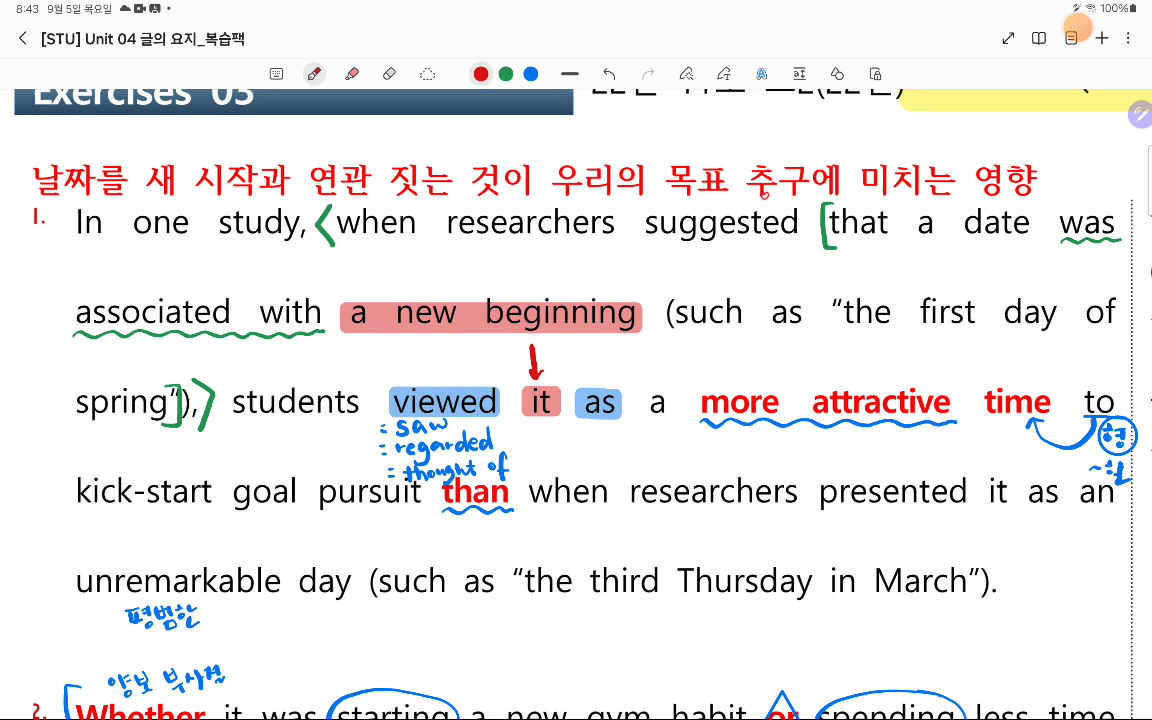 8:43 9월 5일 목요일
100%
[STU] Unit 04 글의 요지_복습팩
Exercises 03
날짜를 새 시작과 연관 짓는 것이 우리의 목표 추구에 미치는 영향
1. In one study, when researchers suggested that a date was
associated with a new beginning (such as “the first day of
spring”), students viewed it as a more attractive time to
= saw
= regarded
= thought of
형
~할
kick-start goal pursuit than when researchers presented it as an
unremarkable day (such as “the third Thursday in March”).
평범한
양보 부사절
2. Whether it was starting a new gym habit or spending less time